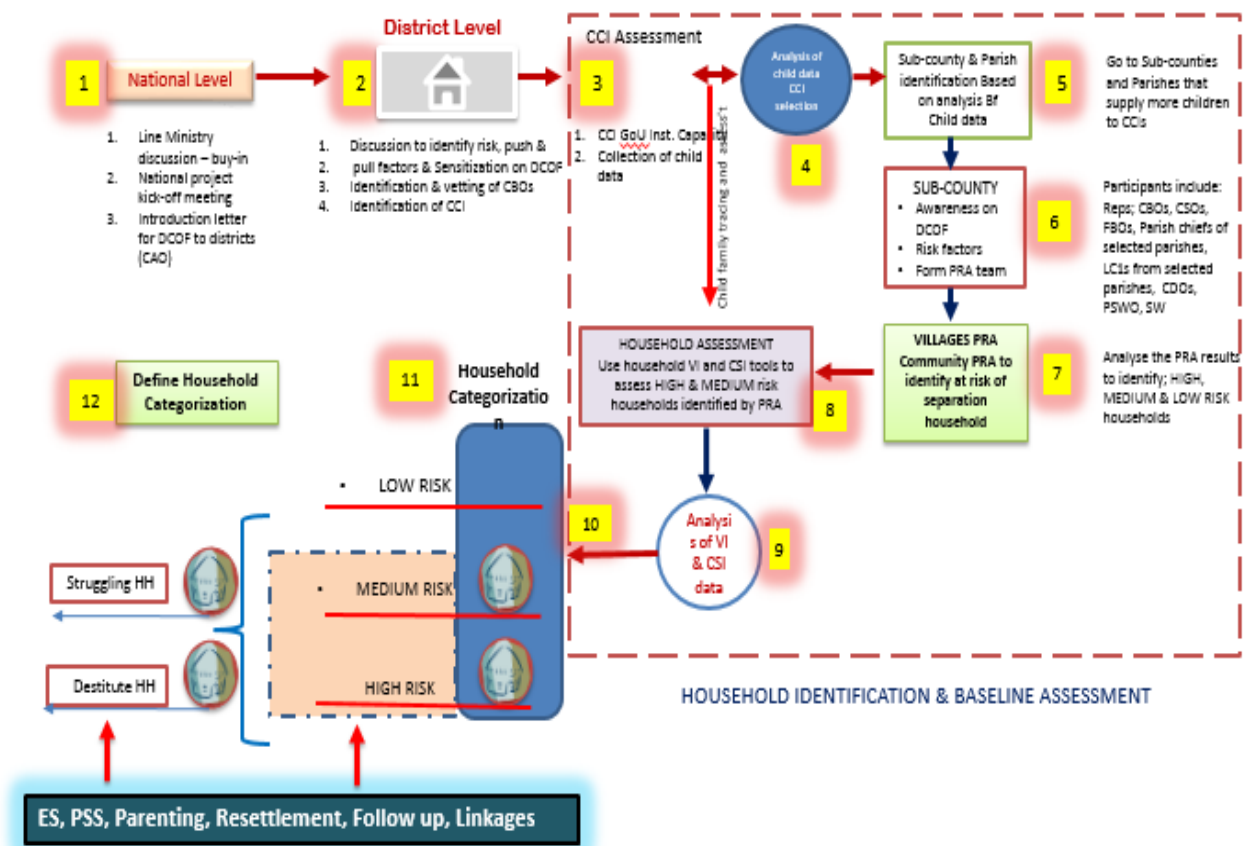 District Level
CCI Assessment
1
National Level
2
3
Analysis of
child data
CCI
selection
4
Sub-county & Parish
identification Based
on analysis Bf
Child data
5
Go to Sub-counties
and Parishes that
supply more children
to CCIs
1. Line Ministry
discussion – buy-in
2. National project
kick-off meeting
3. Introduction letter
for DCOF to districts
(CAO)
1. Discussion to identify risk, push &
2. pull factors & Sensitization on DCOF
3. Identification & vetting of CBOs
4. Identification of CCI
1. CCI GoU Inst. Capacity
2. Collection of child
data
Child family tracing and assess't
SUB-COUNTY
• Awareness on
DCOF
• Risk factors
• Form PRA team
6
Participants include:
Reps; CBOs, CSOs,
FBOs, Parish chiefs of
selected parishes,
LC1s from selected
parishes, CDOs,
PSWO, SW
VILLAGES PRA
Community PRA to
identify at risk of
separation
household
7
Analyse the PRA results
to identify; HIGH,
MEDIUM & LOW RISK
households
HOUSEHOLD ASSESSMENT
Use household VI and CSI tools to
assess HIGH & MEDIUM risk
households identified by PRA
8
Analysi
s of VI
& CSI
data
9
10
11
Household
Categorizatio
n
12
Define Household
Categorization
▪ LOW RISK
▪ MEDIUM RISK
HIGH RISK
Struggling HH
Destitute HH
HOUSEHOLD IDENTIFICATION & BASELINE ASSESSMENT
ES, PSS, Parenting, Resettlement, Follow up, Linkages